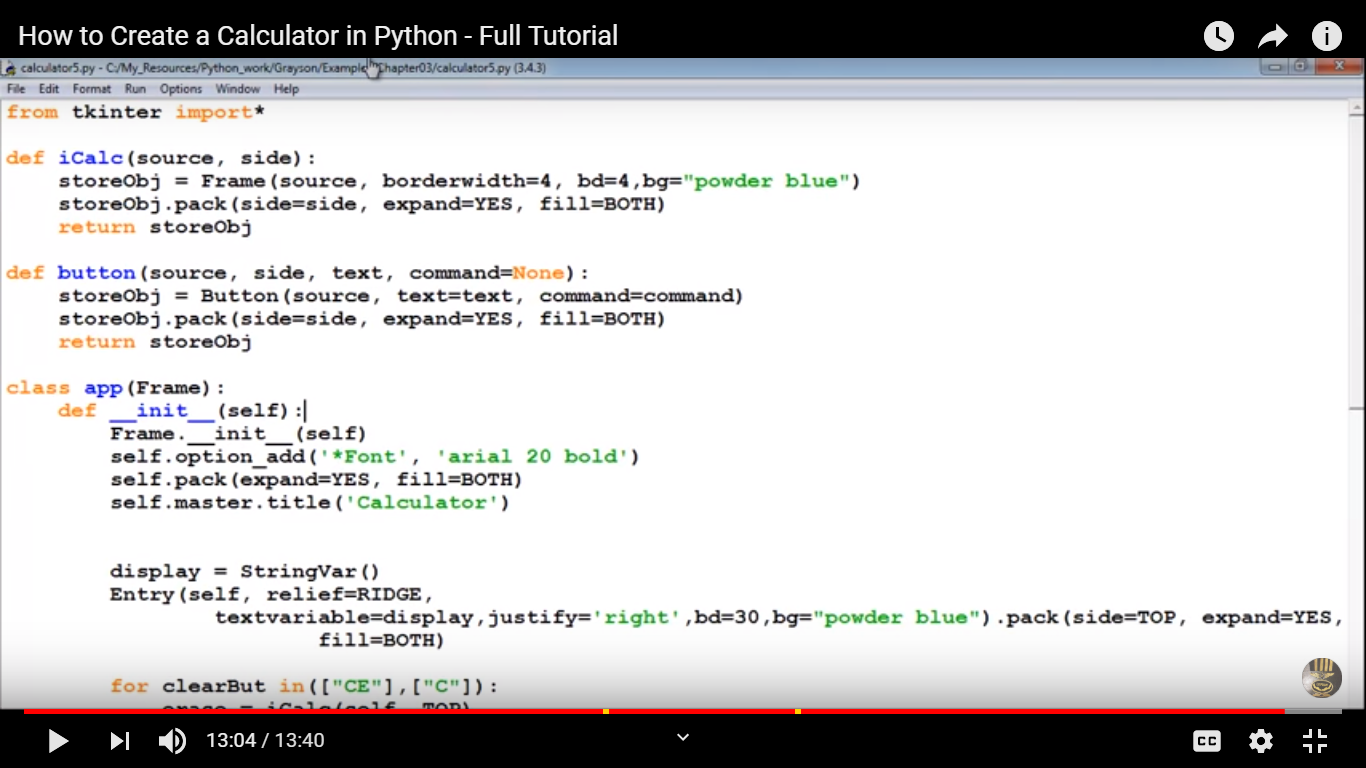 How to Create a Calculator in Python - Full Tutorial
calculator5.py - C:/My_Resources/Python_work/Grayson/Example Chapter03/calculator5.py (3.4.3)
File Edit Format Run Options Window Help
from tkinter import*
def iCalc(source, side):
    storeObj = Frame(source, borderwidth=4, bd=4,bg="powder blue")
    storeObj.pack(side=side, expand=YES, fill=BOTH)
    return storeObj
def button(source, side, text, command=None):
    storeObj = Button(source, text=text, command=command)
    storeObj.pack(side=side, expand=YES, fill=BOTH)
    return storeObj
class app(Frame):
    def __init__(self):
        Frame.__init__(self)
        self.option_add('*Font', 'arial 20 bold')
        self.pack(expand=YES, fill=BOTH)
        self.master.title('Calculator')
        display = StringVar()
        Entry(self, relief=RIDGE,
                textvariable=display,justify='right',bd=30,bg="powder blue").pack(side=TOP, expand=YES,
                        fill=BOTH)
        for clearBut in(["CE"],["C"]):
            erase = iCalc(self, TOP)
13:04 / 13:40
CC